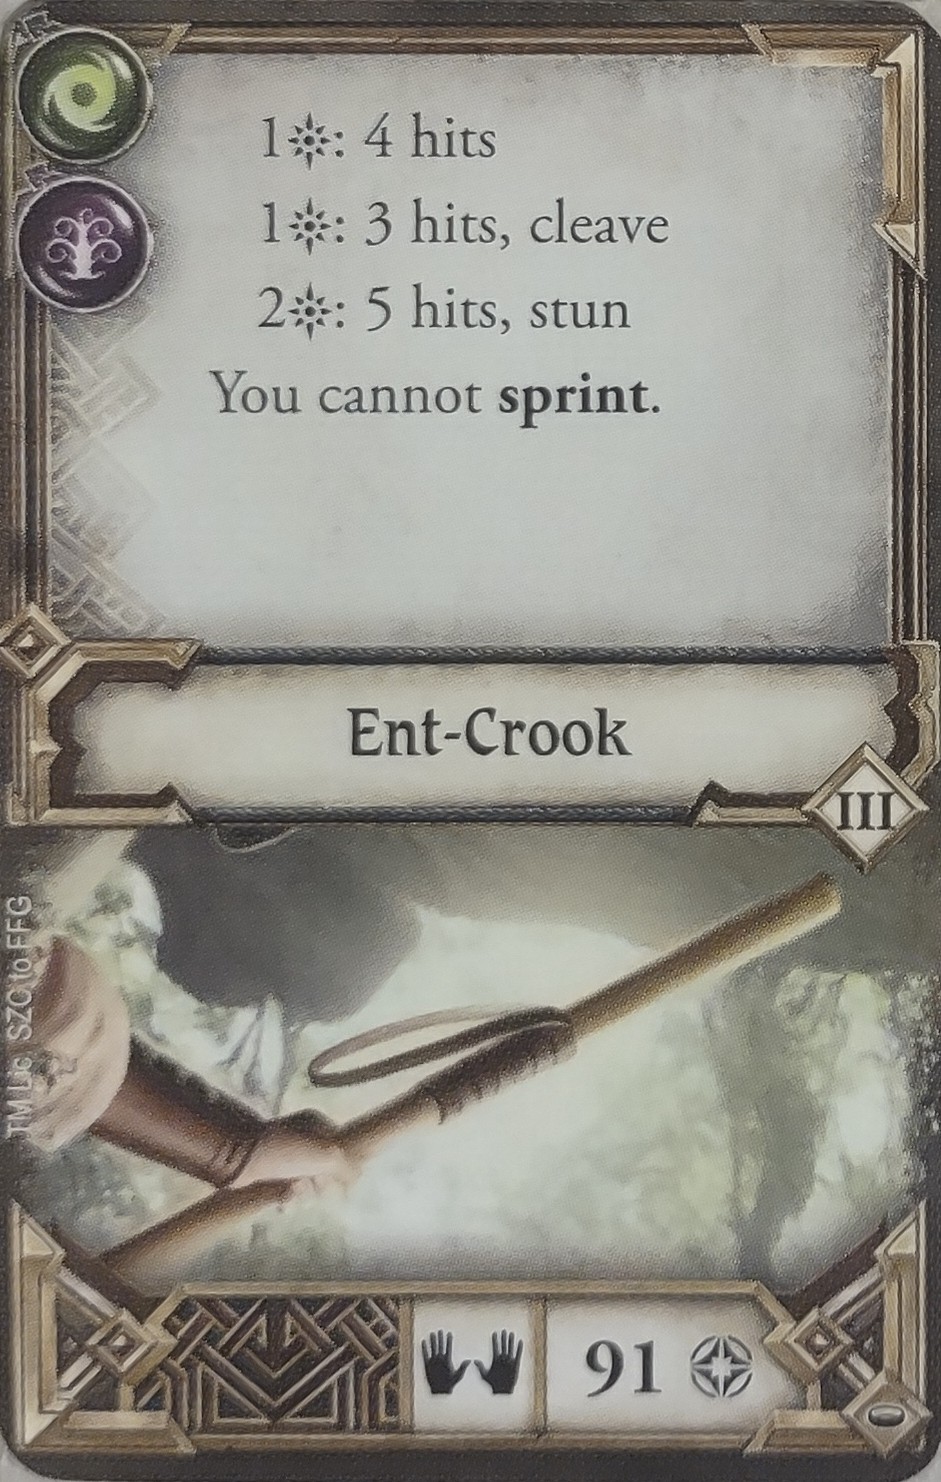 1: 4 hits
1: 3 hits, cleave
2: 5 hits, stun
You cannot sprint.
Ent-Crook
III
TM Lic. SZC to FFG
91